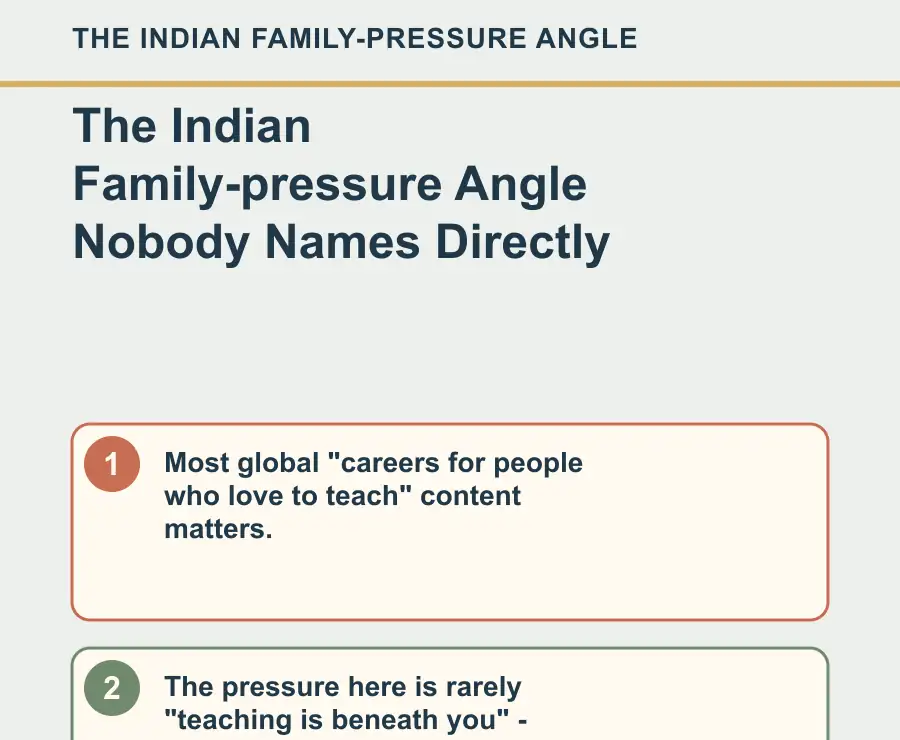 THE INDIAN FAMILY-PRESSURE ANGLE
The Indian
Family-pressure Angle
Nobody Names Directly
1
Most global "careers for people
who love to teach" content
matters.
2
The pressure here is rarely
"teaching is beneath you" -